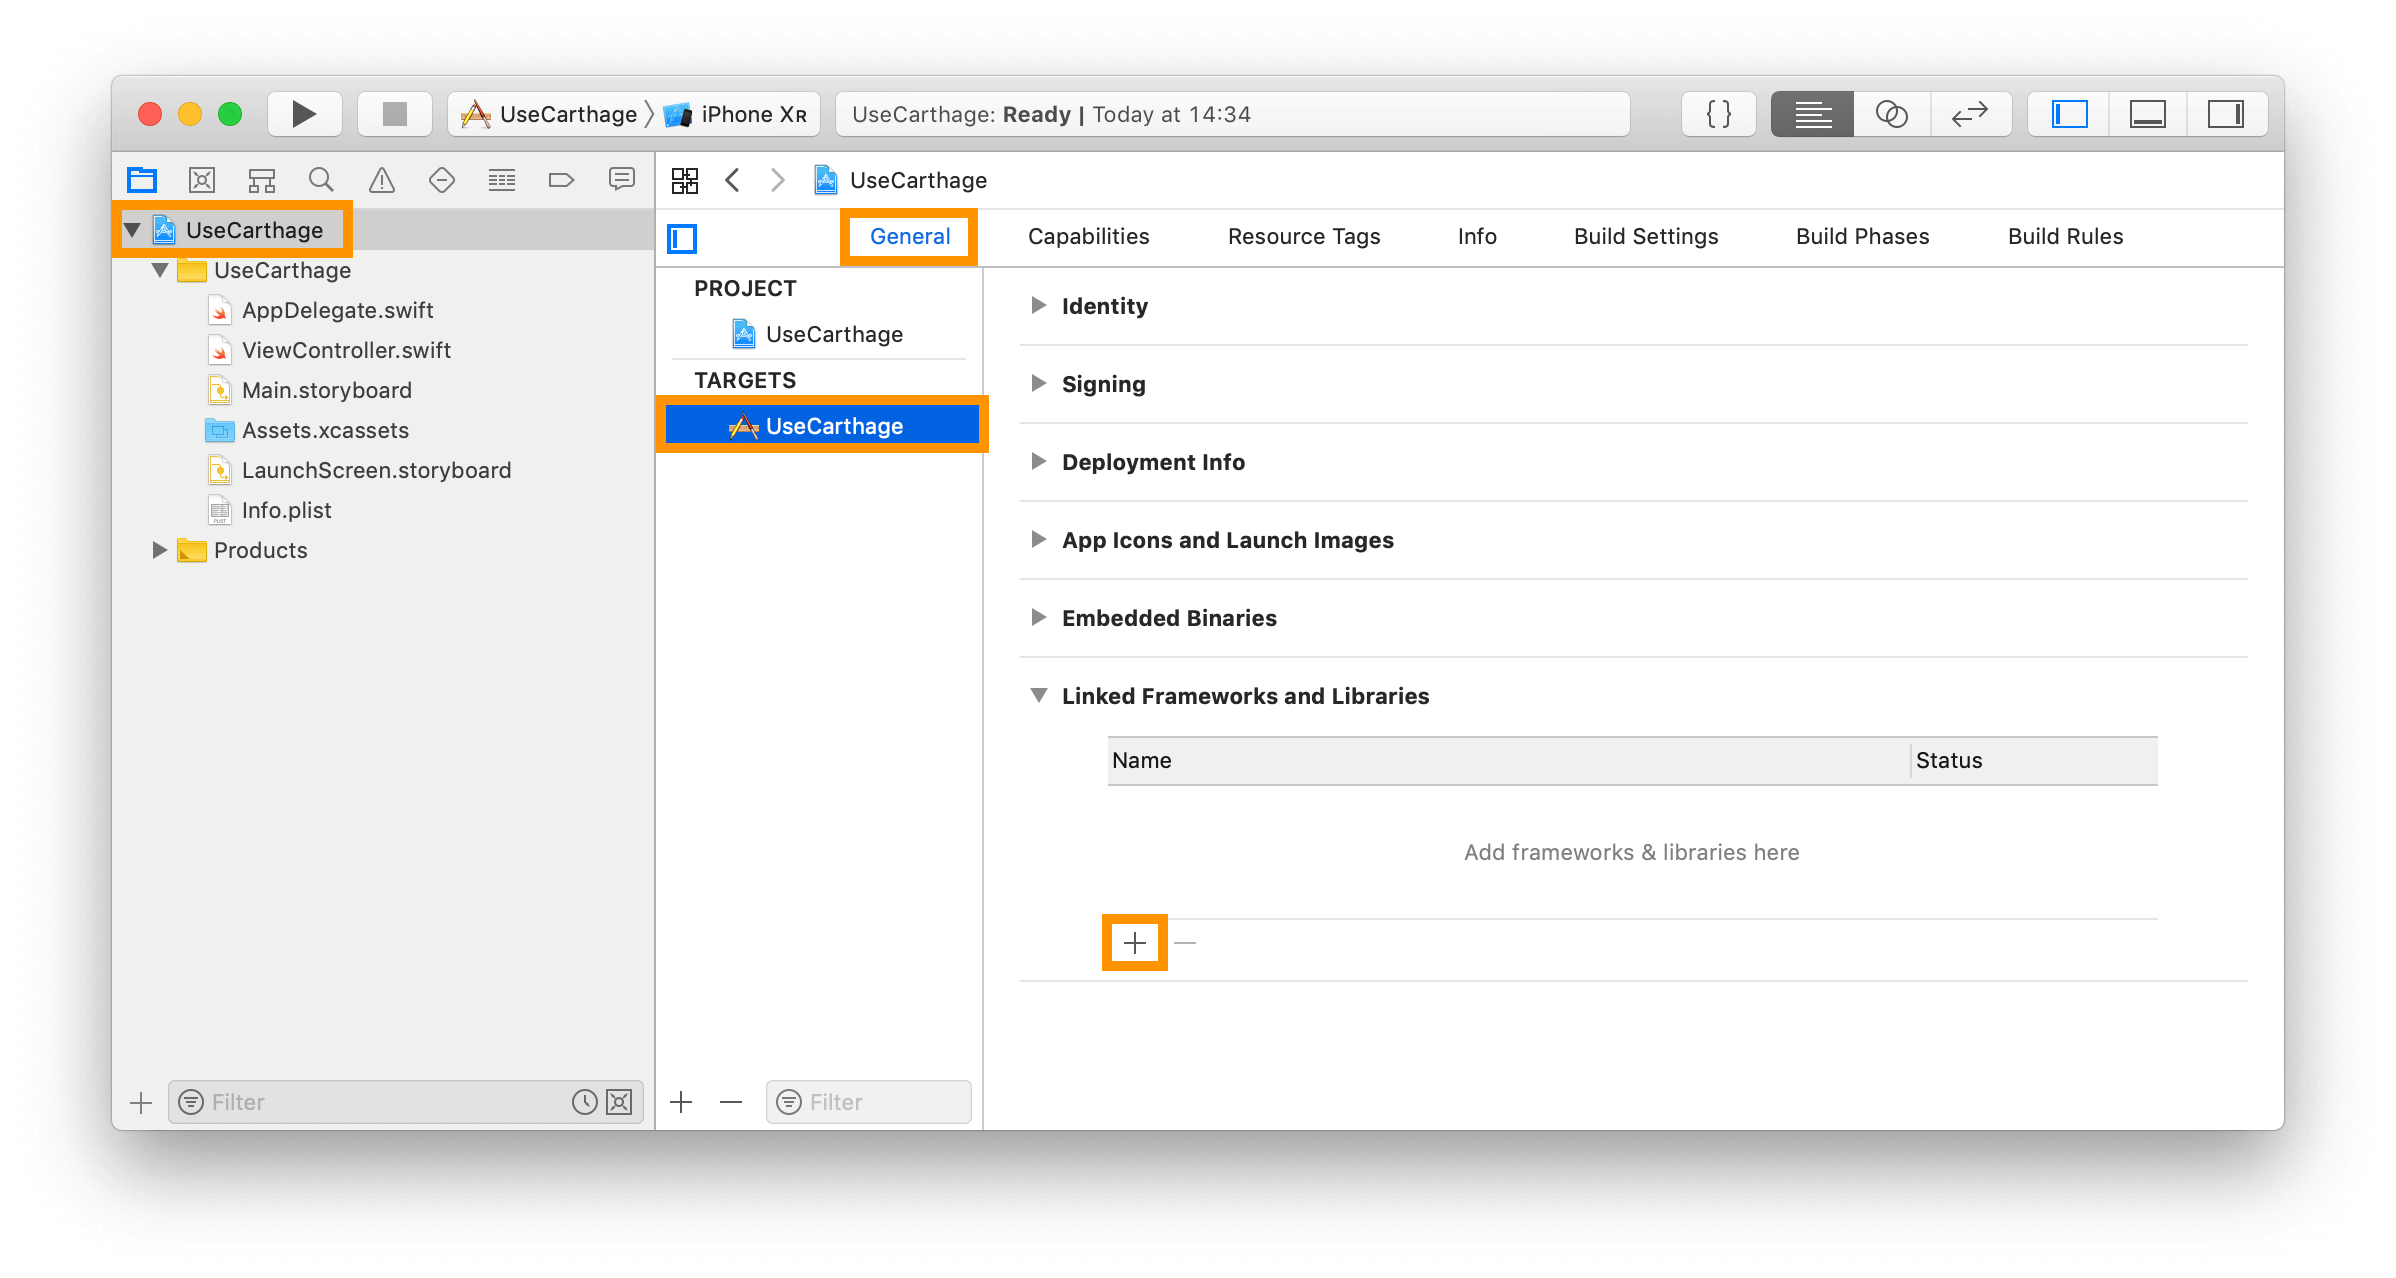 UseCarthage
iPhone XR
UseCarthage: Ready | Today at 14:34
{ }
UseCarthage
UseCarthage
AppDelegate.swift
ViewController.swift
Main.storyboard
Assets.xcassets
LaunchScreen.storyboard
Info.plist
Products
Filter
UseCarthage
General
Capabilities
Resource Tags
Info
Build Settings
Build Phases
Build Rules
PROJECT
UseCarthage
TARGETS
UseCarthage
Filter
Identity
Signing
Deployment Info
App Icons and Launch Images
Embedded Binaries
Linked Frameworks and Libraries
Name
Status
Add frameworks & libraries here